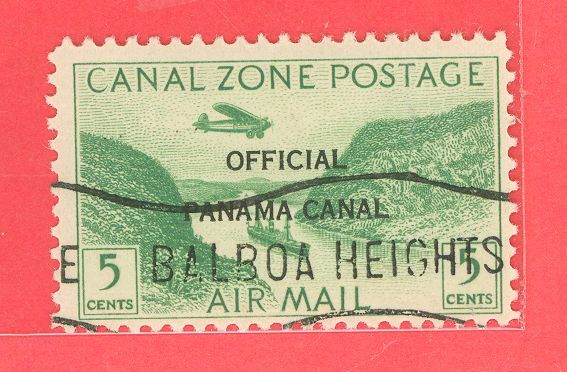 CANAL ZONE POSTAGE
OFFICIAL
PANAMA CANAL
E BALBOA HEIGHTS
5 CENTS
AIR MAIL
5 CENTS